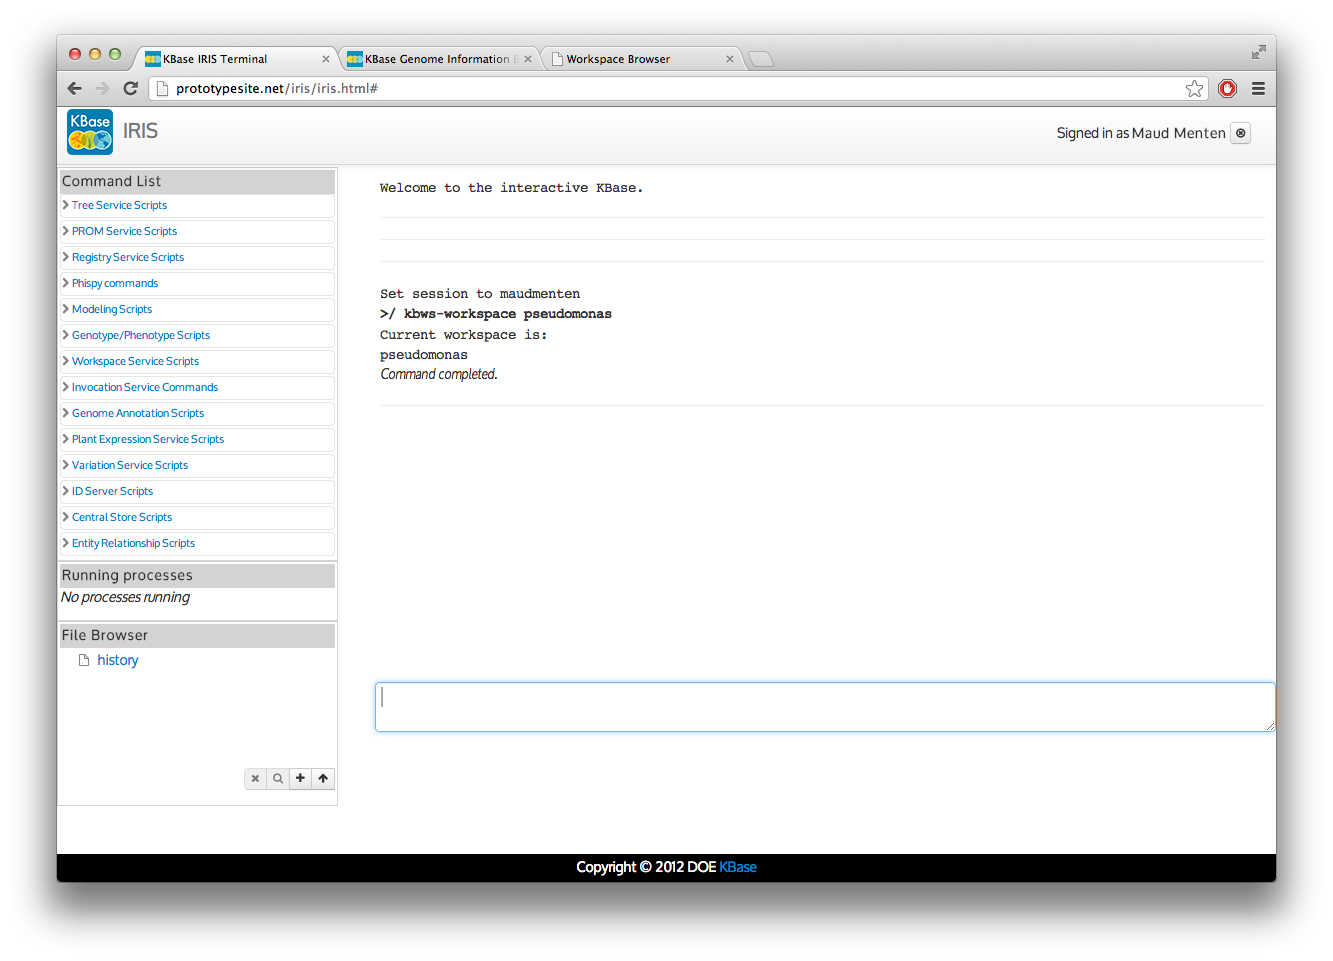 KBase IRIS Terminal
KBase Genome Information
Workspace Browser
prototypesite.net/iris/iris.html#
KBase
IRIS
Signed in as Maud Menten
Command List
Tree Service Scripts
PROM Service Scripts
Registry Service Scripts
Phispy commands
Modeling Scripts
Genotype/Phenotype Scripts
Workspace Service Scripts
Invocation Service Commands
Genome Annotation Scripts
Plant Expression Service Scripts
Variation Service Scripts
ID Server Scripts
Central Store Scripts
Entity Relationship Scripts
Running processes
No processes running
File Browser
history
Welcome to the interactive KBase.
Set session to maudmenten
>/ kbws-workspace pseudomonas
Current workspace is:
pseudomonas
Command completed.
Copyright © 2012 DOE KBase